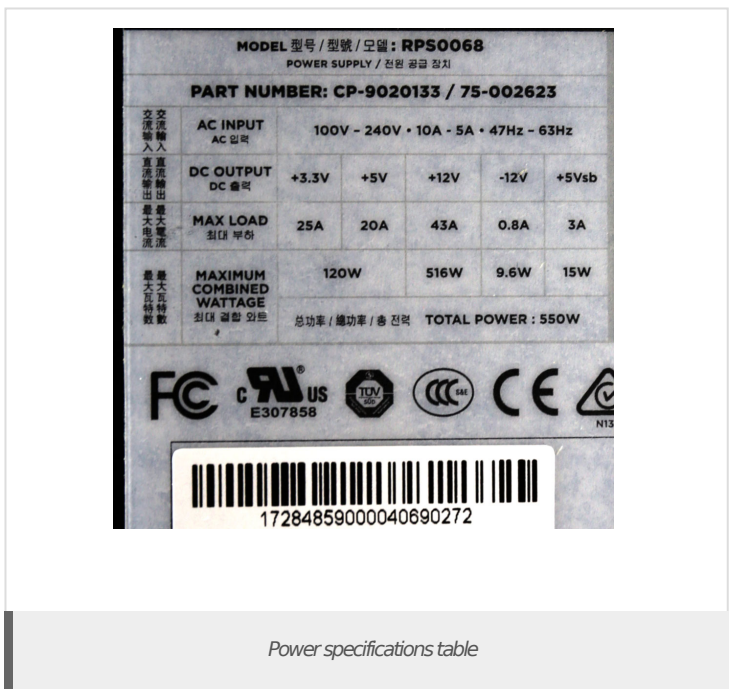 MODEL 型号 / 型號 / 모델 : RPS0068
POWER SUPPLY / 전원 공급 장치
PART NUMBER: CP-9020133 / 75-002623
交流输入 交流輸入 AC INPUT 100V – 240V • 10A - 5A • 47Hz – 63Hz
AC 입력
直流输出 直流輸出 DC OUTPUT +3.3V +5V +12V -12V +5Vsb
DC 출력
最大电流 最大電流 MAX LOAD 25A 20A 43A 0.8A 3A
최대 부하
最大瓦特数 最大瓦特數 MAXIMUM COMBINED WATTAGE 120W 516W 9.6W 15W
최대 결합 와트
总功率 / 總功率 / 총 전력 TOTAL POWER : 550W
FC c RU ® US TÜV SÜD CCC S&E CE
E307858
N13
17284859000040690272
Power specifications table